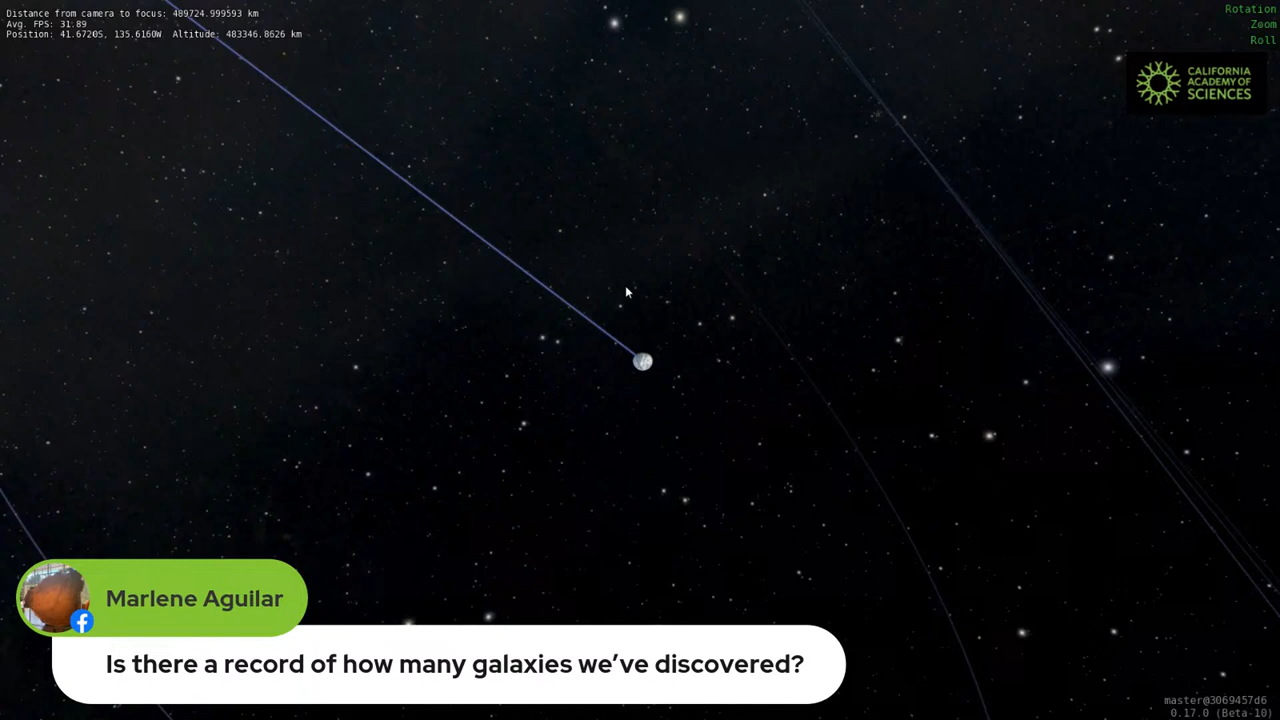 Distance from camera to focus: 489724.999593 km
Avg. FPS: 31.89
Position: 41.6720S, 135.6160W  Altitude: 483346.8626 km
Rotation
Zoom
Roll
CALIFORNIA
ACADEMY OF
SCIENCES
Marlene Aguilar
Is there a record of how many galaxies we've discovered?
master@3069457d6
0.17.0 (Beta-10)